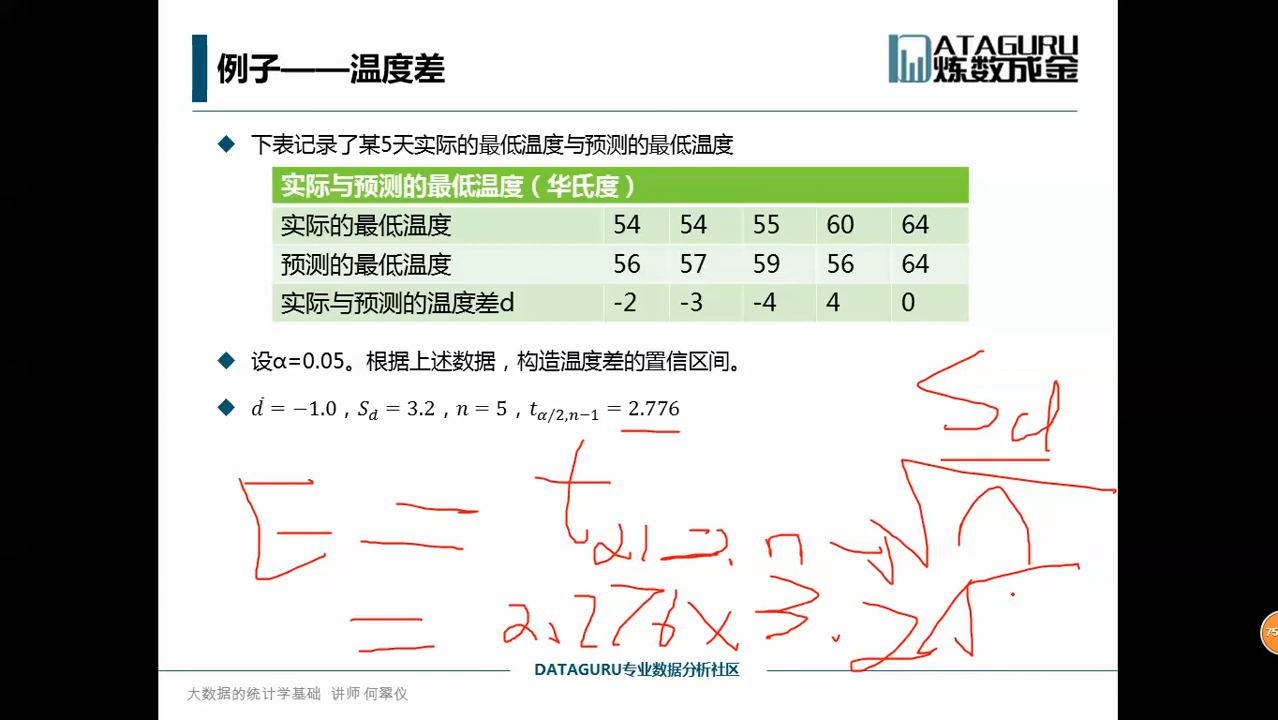 例子——温度差
DATAGURU
炼数成金
下表记录了某5天实际的最低温度与预测的最低温度
实际与预测的最低温度（华氏度）
实际的最低温度 54 54 55 60 64
预测的最低温度 56 57 59 56 64
实际与预测的温度差d -2 -3 -4 4 0
设α=0.05。根据上述数据，构造温度差的置信区间。
d̄ = −1.0，S_d = 3.2，n = 5，t_{α/2,n−1} = 2.776
E = t_{α/2,n-1} S_d/√n
= 2.776 × 3.2/√
DATAGURU专业数据分析社区
大数据的统计学基础 讲师 何翠仪
75